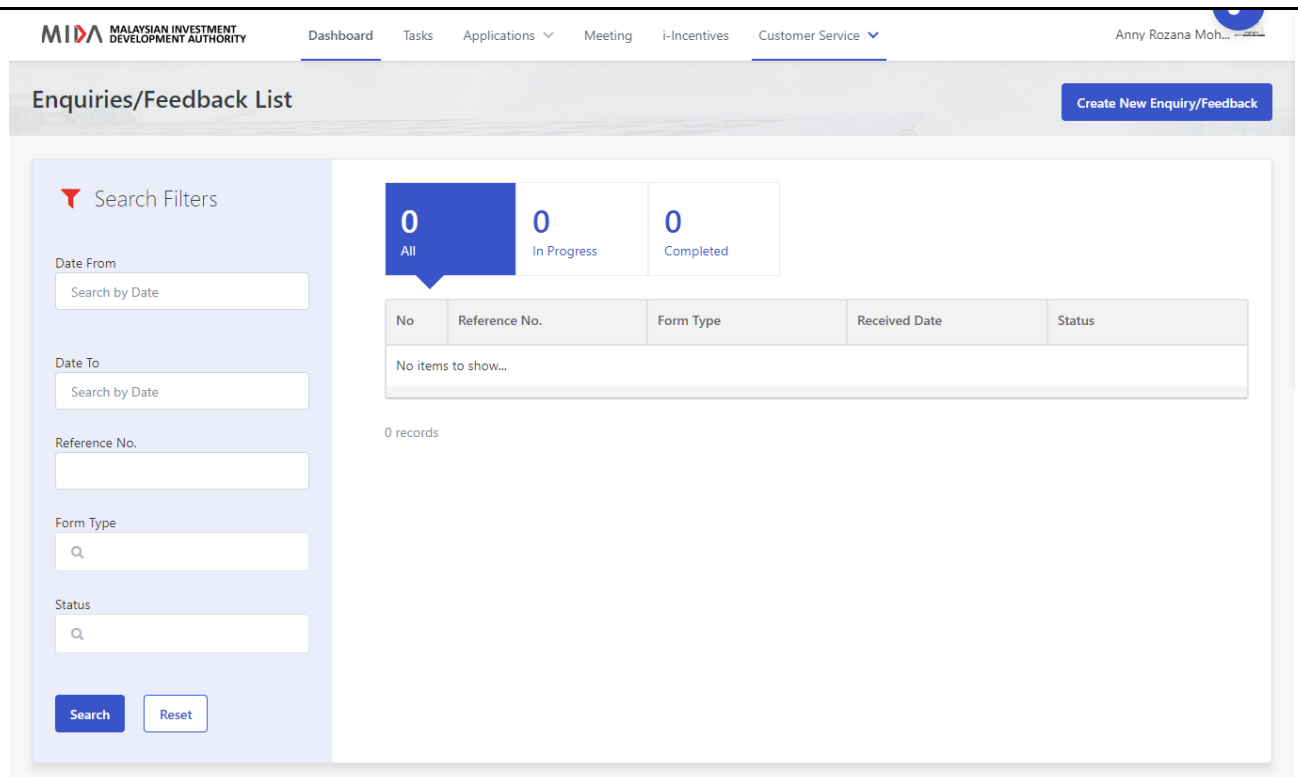 MIDA MALAYSIAN INVESTMENT
DEVELOPMENT AUTHORITY
Dashboard Tasks Applications Meeting i-Incentives Customer Service Anny Rozana Moh...
Enquiries/Feedback List
Create New Enquiry/Feedback
Search Filters
Date From
Search by Date
Date To
Search by Date
Reference No.
Form Type
Status
Search Reset
0 0 0
All In Progress Completed
No Reference No. Form Type Received Date Status
No items to show...
0 records